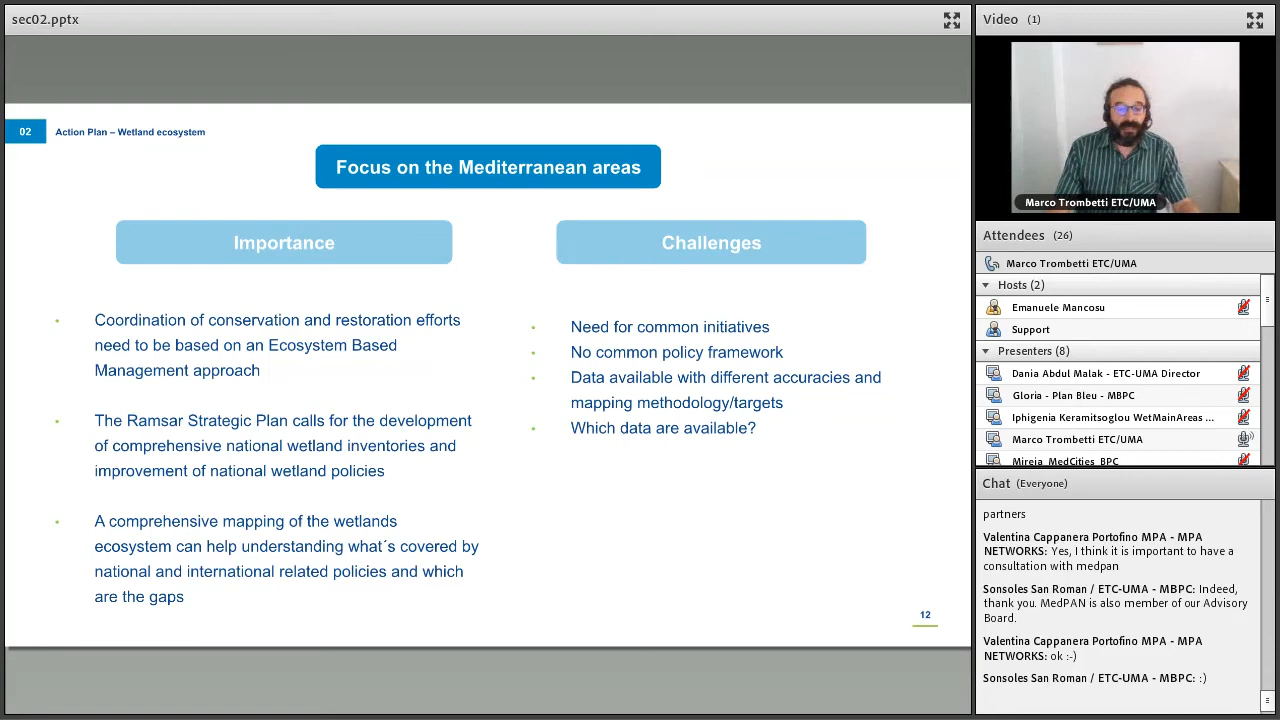 sec02.pptx
02
Action Plan – Wetland ecosystem
Focus on the Mediterranean areas
Importance
Coordination of conservation and restoration efforts
need to be based on an Ecosystem Based
Management approach
The Ramsar Strategic Plan calls for the development
of comprehensive national wetland inventories and
improvement of national wetland policies
A comprehensive mapping of the wetlands
ecosystem can help understanding what´s covered by
national and international related policies and which
are the gaps
Challenges
Need for common initiatives
No common policy framework
Data available with different accuracies and
mapping methodology/targets
Which data are available?
12
Video (1)
Marco Trombetti ETC/UMA
Attendees (26)
Marco Trombetti ETC/UMA
Hosts (2)
Emanuele Mancosu
Support
Presenters (8)
Dania Abdul Malak - ETC-UMA Director
Gloria - Plan Bleu - MBPC
Iphigenia Keramitsoglou WetMainAreas ...
Marco Trombetti ETC/UMA
Mireia_MedCities_BPC
Chat (Everyone)
partners
Valentina Cappanera Portofino MPA - MPA
NETWORKS: Yes, I think it is important to have a
consultation with medpan
Sonsoles San Roman / ETC-UMA - MBPC: Indeed,
thank you. MedPAN is also member of our Advisory
Board.
Valentina Cappanera Portofino MPA - MPA
NETWORKS: ok :-)
Sonsoles San Roman / ETC-UMA - MBPC: :)